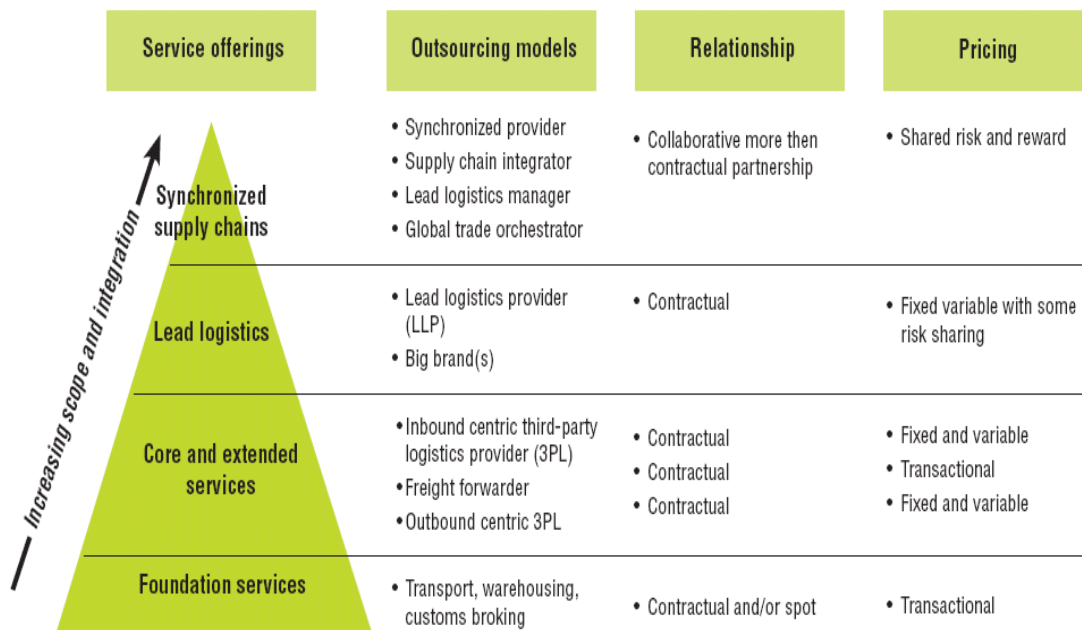 Service offerings
Outsourcing models
Relationship
Pricing
Increasing scope and integration
Synchronized
supply chains
• Synchronized provider
• Supply chain integrator
• Lead logistics manager
• Global trade orchestrator
• Collaborative more then
contractual partnership
• Shared risk and reward
Lead logistics
• Lead logistics provider
(LLP)
• Big brand(s)
• Contractual
• Fixed variable with some
risk sharing
Core and extended
services
• Inbound centric third-party
logistics provider (3PL)
• Freight forwarder
• Outbound centric 3PL
• Contractual
• Contractual
• Contractual
• Fixed and variable
• Transactional
• Fixed and variable
Foundation services
• Transport, warehousing,
customs broking
• Contractual and/or spot
• Transactional